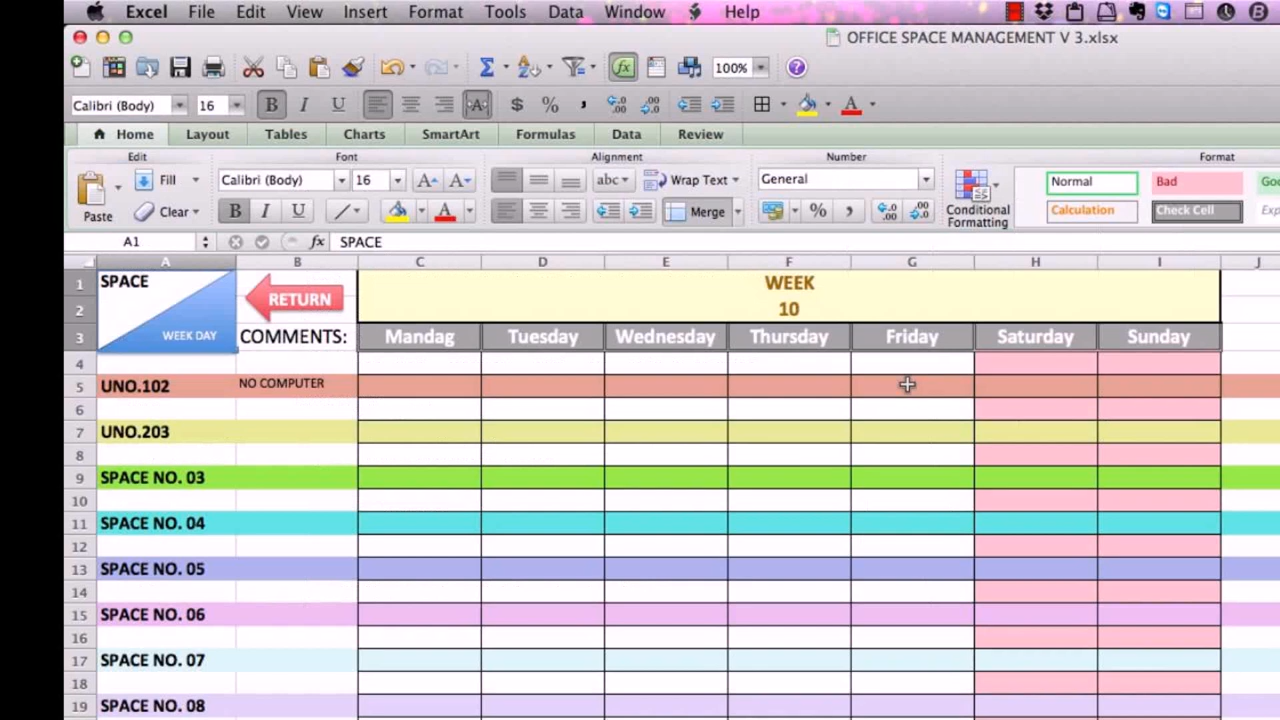 Excel File Edit View Insert Format Tools Data Window Help
OFFICE SPACE MANAGEMENT V 3.xlsx
fx 100% ?
Calibri (Body) 16 B I U A $ % , A
Home Layout Tables Charts SmartArt Formulas Data Review
Edit Font Alignment Number Format
Fill Calibri (Body) 16 A A abc Wrap Text General Normal Bad
Paste Clear B I U A Merge % , Conditional Formatting Calculation Check Cell
A1 fx SPACE
A B C D E F G H I J
1 SPACE RETURN WEEK
2 WEEK DAY 10
3 COMMENTS: Mandag Tuesday Wednesday Thursday Friday Saturday Sunday
4
5 UNO.102 NO COMPUTER
6
7 UNO.203
8
9 SPACE NO. 03
10
11 SPACE NO. 04
12
13 SPACE NO. 05
14
15 SPACE NO. 06
16
17 SPACE NO. 07
18
19 SPACE NO. 08